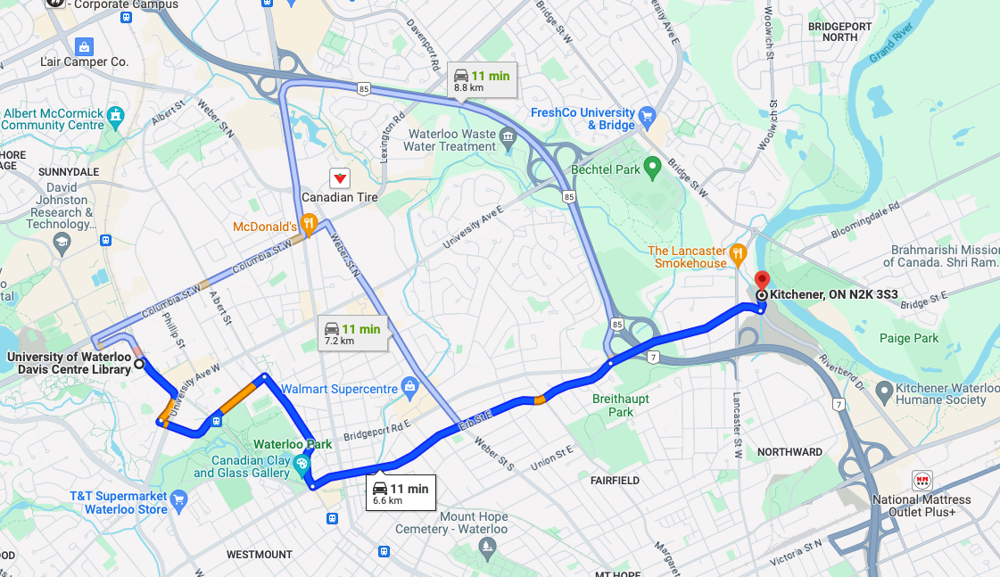 - Corporate Campus
L'air Camper Co.
Davenport Rd
Bridge St W
University Ave E
Woolwich St
BRIDGEPORT
NORTH
Grand River
85
11 min
8.8 km
Albert McCormick
Community Centre
Albert St
Weber St N
Lexington Rd
Waterloo Waste
Water Treatment
FreshCo University
& Bridge
Woolwich St
HORE
AGE
SUNNYDALE
Bechtel Park
Bridge St W
David
Johnston
Research &
Technology...
Canadian Tire
85
McDonald's
University Ave E
Bloomingdale Rd
Columbia St W
Weber St N
The Lancaster
Smokehouse
Brahmarishi Mission
of Canada. Shri Ram.
o
tal
Columbia St W
Albert St
Kitchener, ON N2K 3S3
Bridge St E
Phillip St
11 min
7.2 km
85
Paige Park
University of Waterloo
Davis Centre Library
7
University Ave W
Riverbend Dr
Walmart Supercentre
Breithaupt
Park
Kitchener Waterloo
Humane Society
7
Lancaster St W
Erb St E
Bridgeport Rd E
Waterloo Park
Weber St S
Canadian Clay
and Glass Gallery
Union St E
NORTHWARD
FAIRFIELD
11 min
6.6 km
T&T Supermarket
Waterloo Store
National Mattress
Outlet Plus+
Mount Hope
Cemetery - Waterloo
WESTMOUNT
Victoria St N
OD
Margaret
MT HOPE